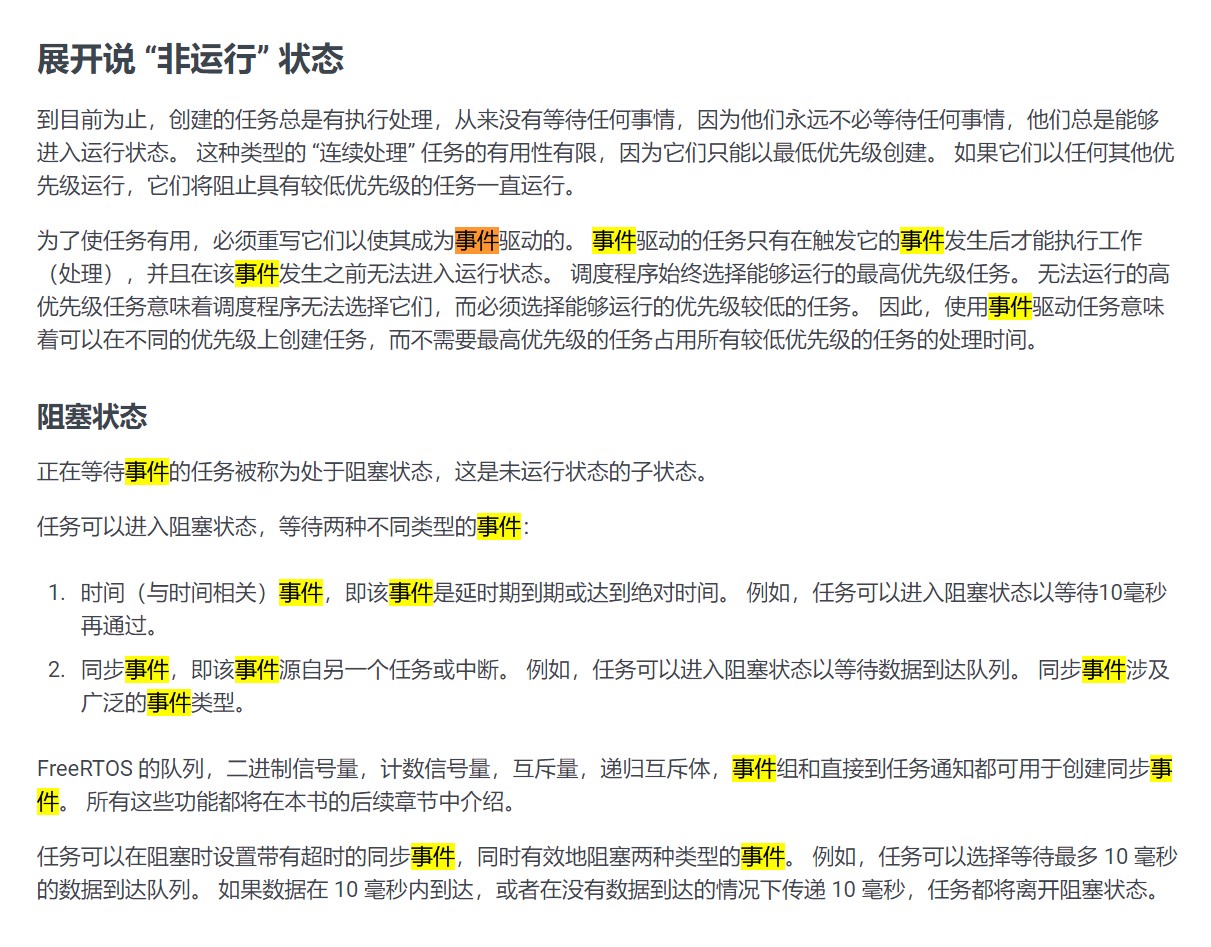 展开说 “非运行” 状态
到目前为止，创建的任务总是有执行处理，从来没有等待任何事情，因为他们永远不必等待任何事情，他们总是能够
进入运行状态。 这种类型的 “连续处理” 任务的有用性有限，因为它们只能以最低优先级创建。 如果它们以任何其他优
先级运行，它们将阻止具有较低优先级的任务一直运行。
为了使任务有用，必须重写它们以使其成为事件驱动的。 事件驱动的任务只有在触发它的事件发生后才能执行工作
（处理），并且在该事件发生之前无法进入运行状态。 调度程序始终选择能够运行的最高优先级任务。 无法运行的高
优先级任务意味着调度程序无法选择它们，而必须选择能够运行的优先级较低的任务。 因此，使用事件驱动任务意味
着可以在不同的优先级上创建任务，而不需要最高优先级的任务占用所有较低优先级的任务的处理时间。
阻塞状态
正在等待事件的任务被称为处于阻塞状态，这是未运行状态的子状态。
任务可以进入阻塞状态，等待两种不同类型的事件：
1. 时间（与时间相关）事件，即该事件是延时期到期或达到绝对时间。 例如，任务可以进入阻塞状态以等待10毫秒
再通过。
2. 同步事件，即该事件源自另一个任务或中断。 例如，任务可以进入阻塞状态以等待数据到达队列。 同步事件涉及
广泛的事件类型。
FreeRTOS 的队列，二进制信号量，计数信号量，互斥量，递归互斥体，事件组和直接到任务通知都可用于创建同步事
件。 所有这些功能都将在本书的后续章节中介绍。
任务可以在阻塞时设置带有超时的同步事件，同时有效地阻塞两种类型的事件。 例如，任务可以选择等待最多 10 毫秒
的数据到达队列。 如果数据在 10 毫秒内到达，或者在没有数据到达的情况下传递 10 毫秒，任务都将离开阻塞状态。